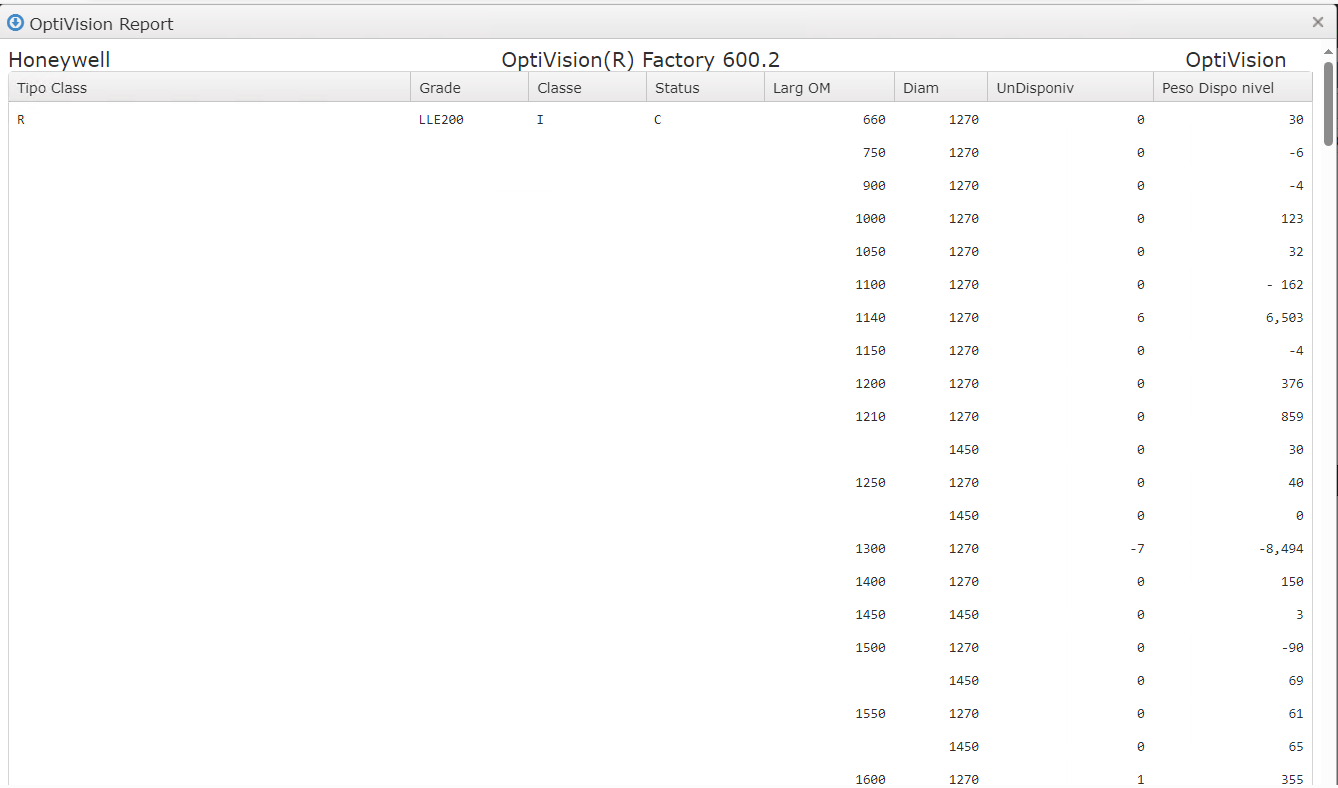 OptiVision Report
Honeywell OptiVision(R) Factory 600.2 OptiVision
Tipo Class Grade Classe Status Larg OM Diam UnDisponiv Peso Dispo nivel
R LLE200 I C 660 1270 0 30
750 1270 0 -6
900 1270 0 -4
1000 1270 0 123
1050 1270 0 32
1100 1270 0 - 162
1140 1270 6 6,503
1150 1270 0 -4
1200 1270 0 376
1210 1270 0 859
1450 0 30
1250 1270 0 40
1450 0 0
1300 1270 -7 -8,494
1400 1270 0 150
1450 1450 0 3
1500 1270 0 -90
1450 0 69
1550 1270 0 61
1450 0 65
1600 1270 1 355